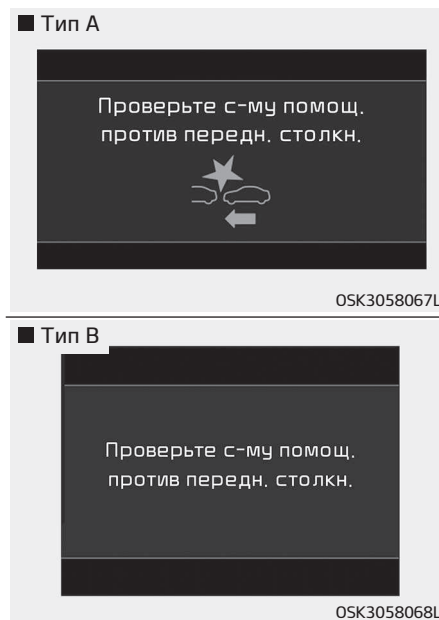 Тип A
Проверьте с-му помощ.
против передн. столкн.
OSK3058067L
Тип B
Проверьте с-му помощ.
против передн. столкн.
OSK3058068L